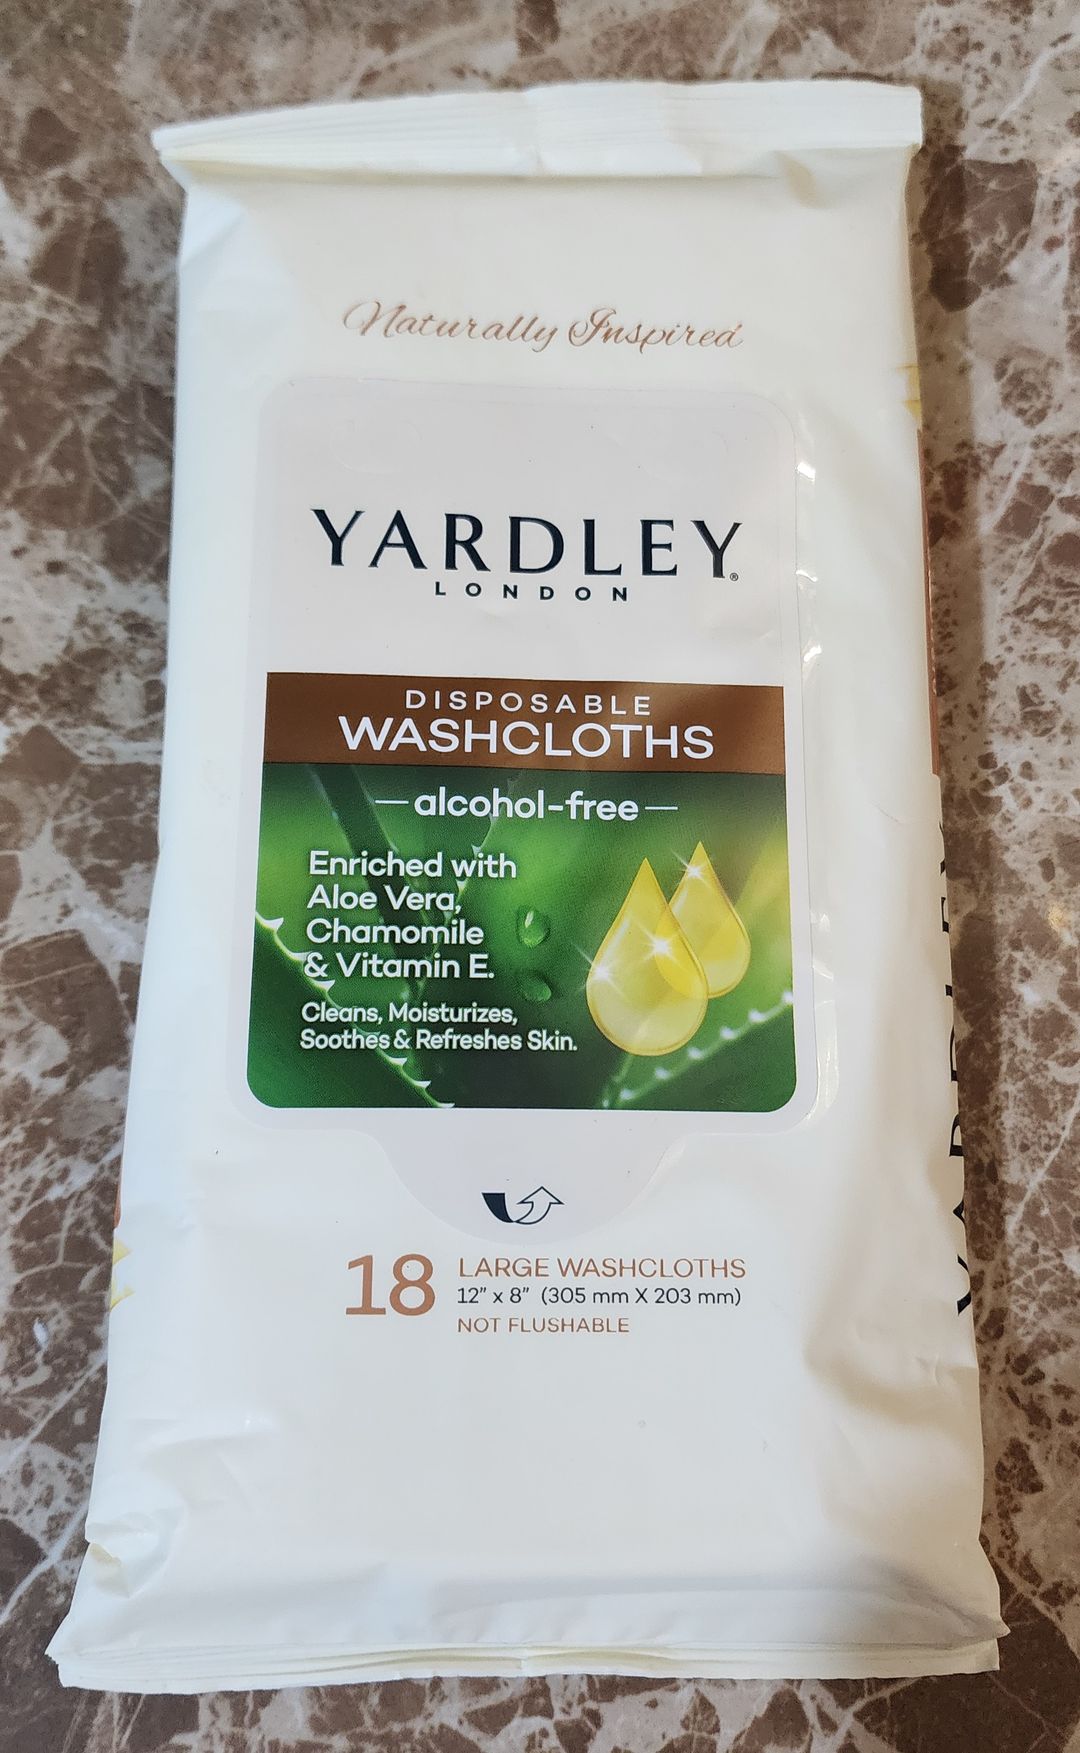 Naturally Inspired
YARDLEY®
LONDON
DISPOSABLE
WASHCLOTHS
—alcohol-free—
Enriched with
Aloe Vera,
Chamomile
& Vitamin E.
Cleans, Moisturizes,
Soothes & Refreshes Skin.
18
LARGE WASHCLOTHS
12” x 8” (305 mm X 203 mm)
NOT FLUSHABLE
YARDLEY